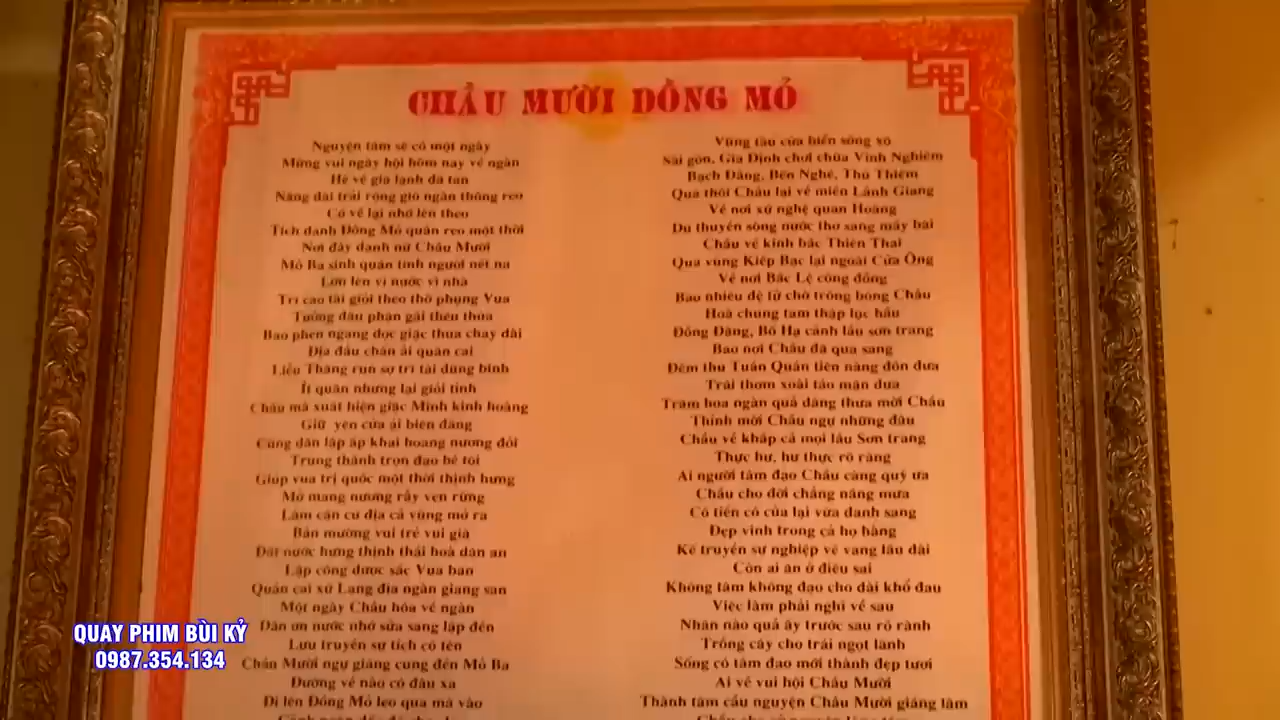 CHẦU MƯỜI ĐỒNG MỎ
Nguyện tâm sẽ có một ngày
Mừng vui ngày hội hôm nay về ngàn
Hè về giá lạnh đã tan
Nắng dài trải rộng gió ngàn thông reo
Có về lại nhớ lên theo
Tích danh Đồng Mỏ quân reo một thời
Nơi đây danh nữ Chầu Mười
Mỏ Ba sinh quán tính người nết na
Lớn lên vì nước vì nhà
Trí cao tài giỏi theo thờ phụng Vua
Tưởng đâu phận gái thêu thùa
Bao phen ngang dọc giặc thua chạy dài
Địa đầu chấn ải quân cai
Liễu Thăng run sợ trí tài dũng binh
Ít quân nhưng lại giỏi tinh
Chầu mà xuất hiện giặc Minh kinh hoàng
Giữ yên cửa ải biên đăng
Cùng dân lập ấp khai hoang nương đồi
Trung thành trọn đạo bề tôi
Giúp vua trị quốc một thời thịnh hưng
Mở mang nương rẫy ven rừng
Làm căn cứ địa cả vùng mở ra
Bản mường vui trẻ vui già
Đất nước hưng thịnh thái hoà dân an
Lập công được sắc Vua ban
Quản cai xứ Lạng địa ngàn giang san
Một ngày Chầu hóa về ngàn
Dân ơn nước nhớ sửa sang lập đền
Lưu truyền sự tích có tên
Chầu Mười ngự giáng cung đền Mỏ Ba
Đường về nào có đâu xa
Đi lên Đồng Mỏ leo qua mà vào
Vũng tàu cửa biển sóng xô
Sài gòn, Gia Định chơi chùa Vĩnh Nghiêm
Bạch Đằng, Bến Nghé, Thủ Thiêm
Qua thôi Chầu lại về miền Lảnh Giang
Về nơi xứ nghệ quan Hoàng
Du thuyền sông nước thơ sang mấy bài
Chầu về kinh bắc Thiên Thai
Qua vùng Kiếp Bạc lại ngoài Cửa Ông
Về nơi Bắc Lệ công đồng
Bao nhiêu đệ tử chờ trông bóng Chầu
Hoà chung tam thập lục hầu
Đồng Đăng, Bố Hạ cảnh lầu sơn trang
Bao nơi Chầu đã qua sang
Đêm thu Tuần Quán tiên nàng đón đưa
Trái thơm xoài táo mận dưa
Trăm hoa ngàn quả dâng thưa mời Chầu
Thỉnh mời Chầu ngự những đâu
Chầu về khắp cả mọi lầu Sơn trang
Thực hư, hư thực rõ ràng
Ai người tâm đạo Chầu càng quý ưa
Chầu cho đời chẳng nắng mưa
Có tiền có của lại vừa danh sang
Đẹp vinh trong cả họ hàng
Kế truyền sự nghiệp vẻ vang lâu dài
Còn ai ăn ở điêu sai
Không tâm không đạo cho dài khổ đau
Việc làm phải nghĩ về sau
Nhân nào quả ấy trước sau rõ rành
Trồng cây cho trái ngọt lành
Sống có tâm đạo mới thành đẹp tươi
Ai về vui hội Chầu Mười
Thành tâm cầu nguyện Chầu Mười giáng lâm
QUAY PHIM BÙI KỶ
0987.354.134